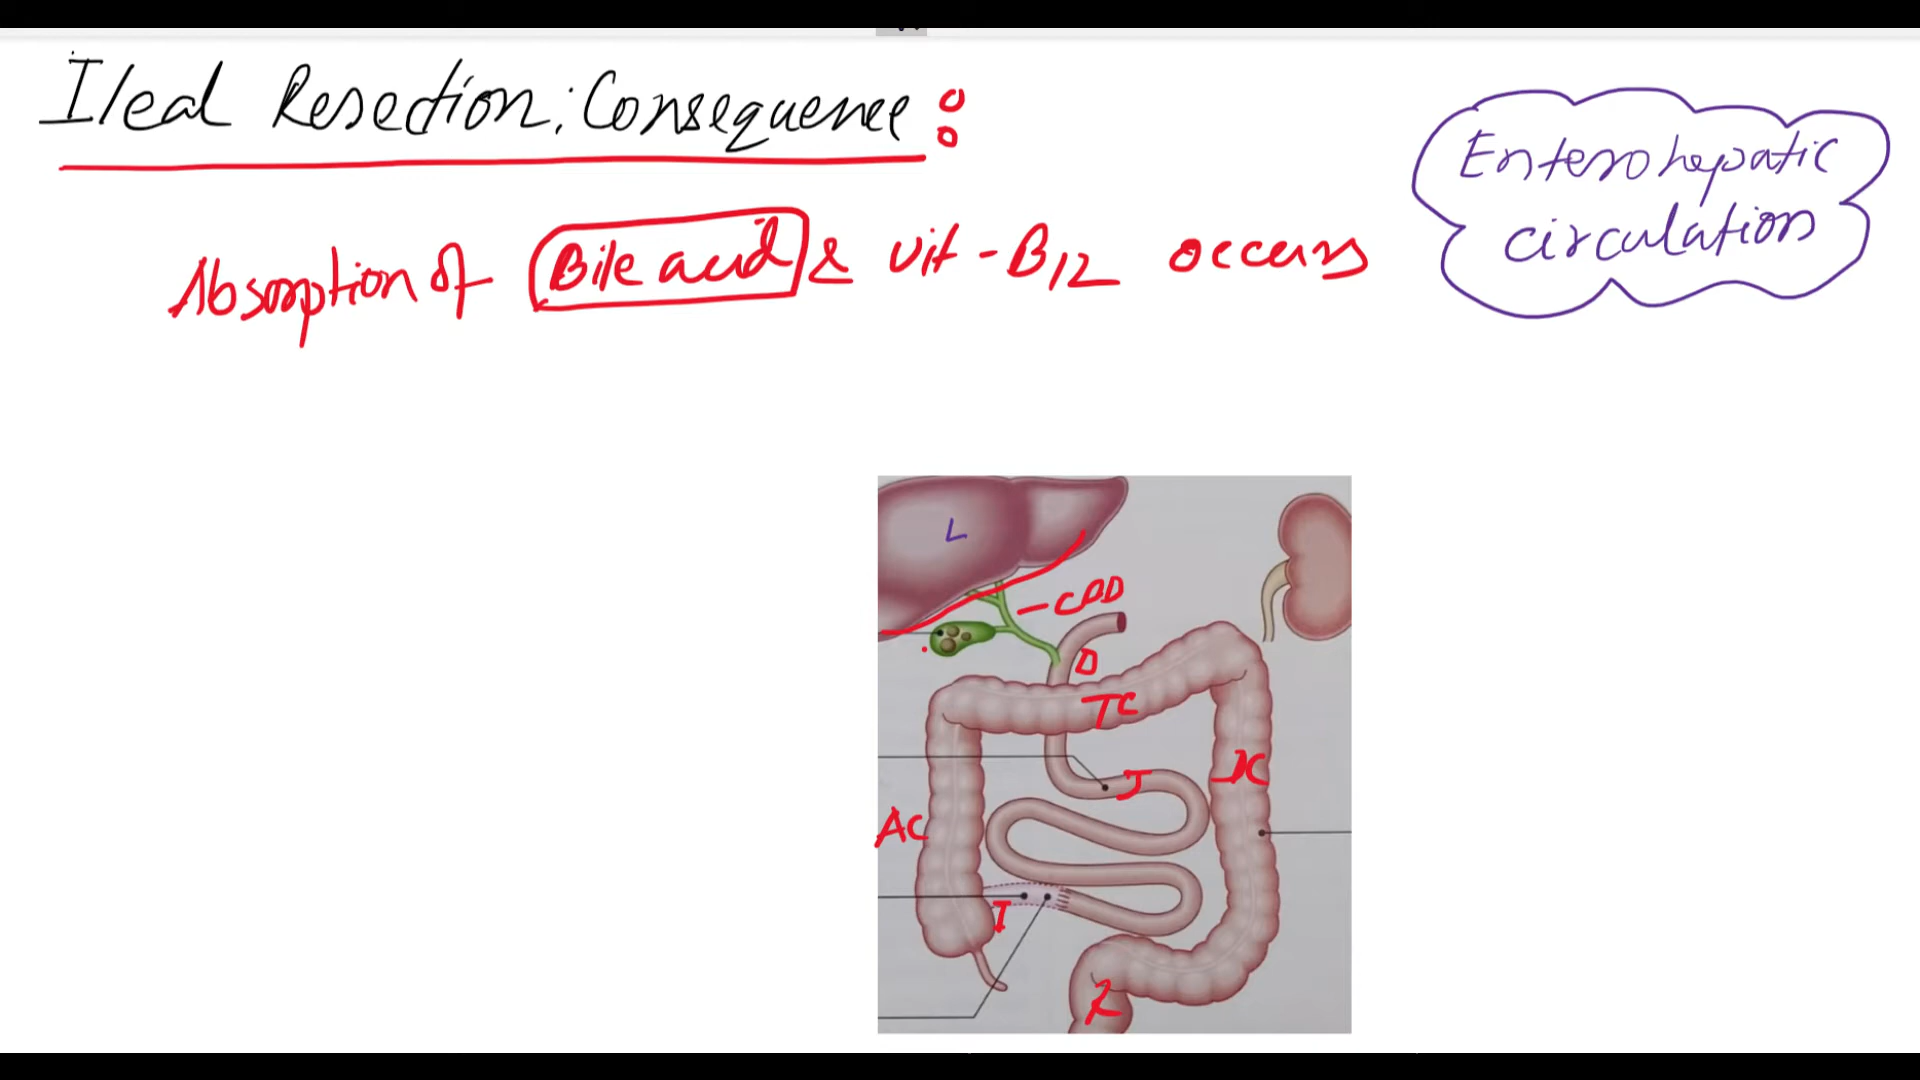 Ileal Resection: Consequence:
Enterohepatic
circulation
Absorption of Bile acid & vit-B12 occurs
L
CBD
D
TC
J
DC
AC
I
R